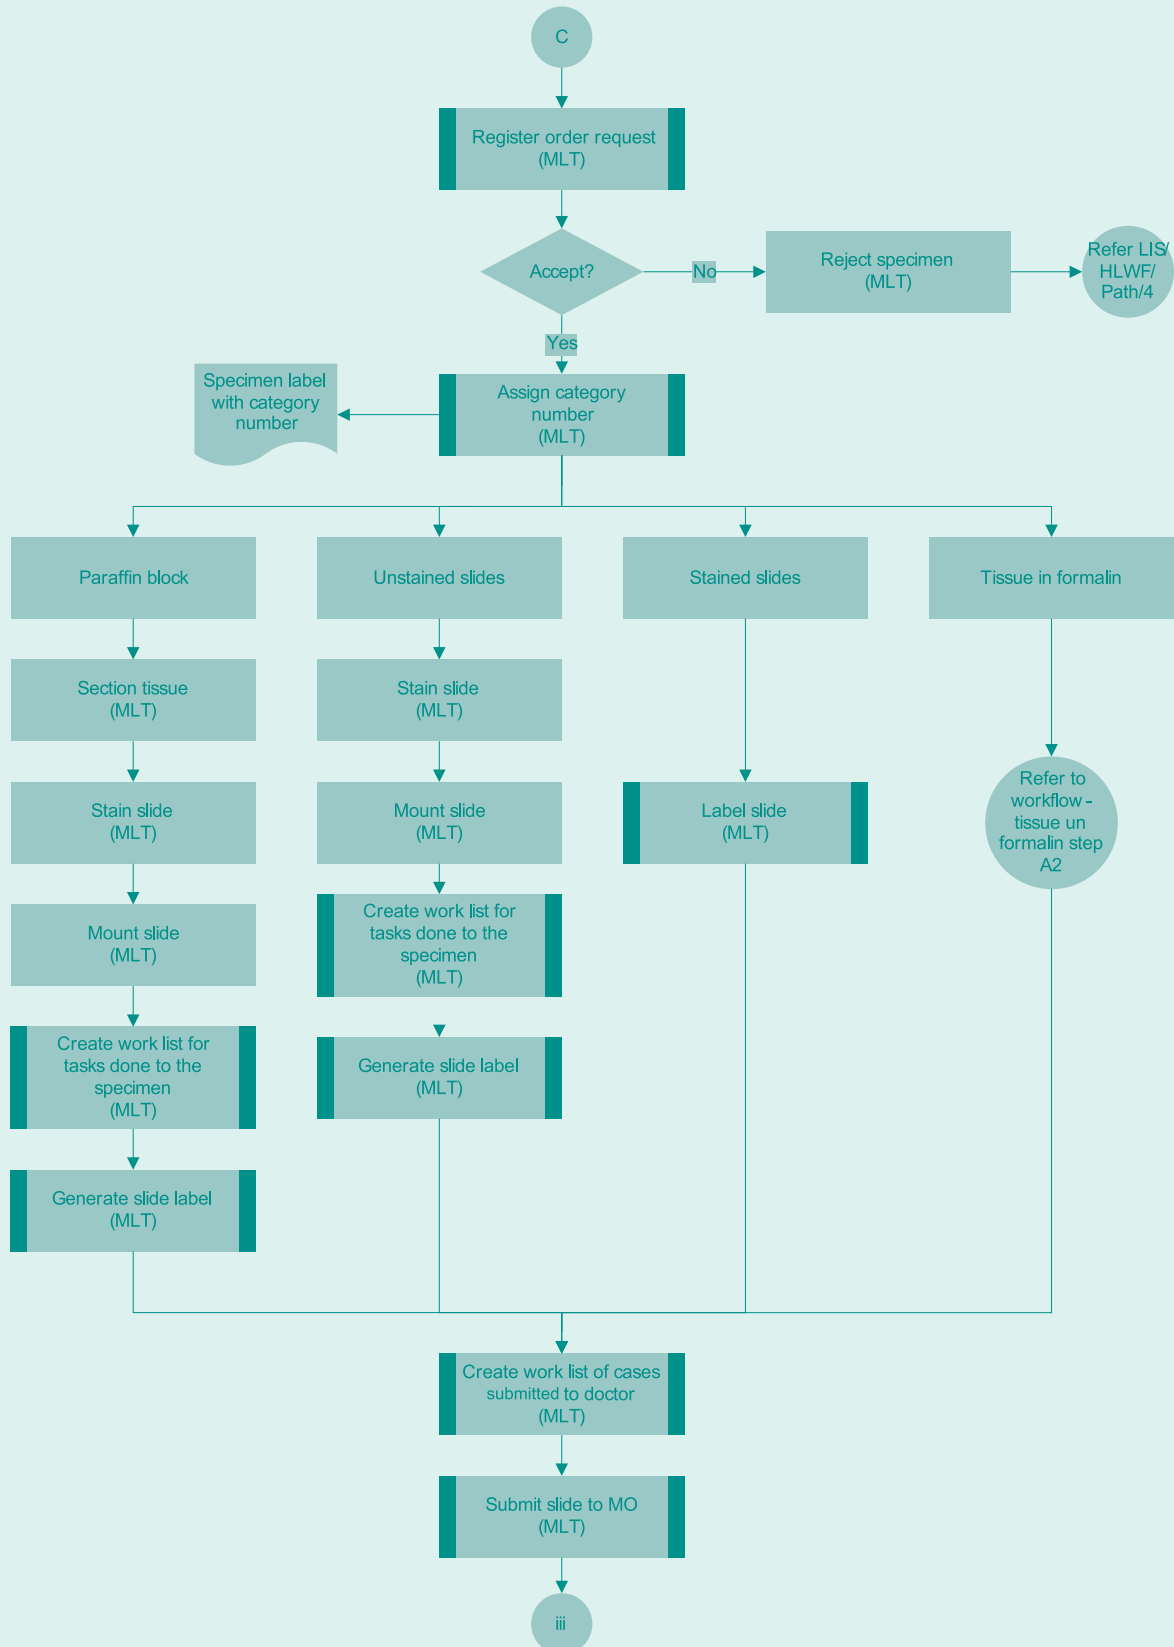 C
Register order request
(MLT)
Accept?
No
Reject specimen
(MLT)
Refer LIS/
HLWF/
Path/4
Yes
Specimen label
with category
number
Assign category
number
(MLT)
Paraffin block
Unstained slides
Stained slides
Tissue in formalin
Section tissue
(MLT)
Stain slide
(MLT)
Stain slide
(MLT)
Mount slide
(MLT)
Label slide
(MLT)
Refer to
workflow -
tissue un
formalin step
A2
Mount slide
(MLT)
Create work list for
tasks done to the
specimen
(MLT)
Create work list for
tasks done to the
specimen
(MLT)
Generate slide label
(MLT)
Generate slide label
(MLT)
Create work list of cases
submitted to doctor
(MLT)
Submit slide to MO
(MLT)
iii